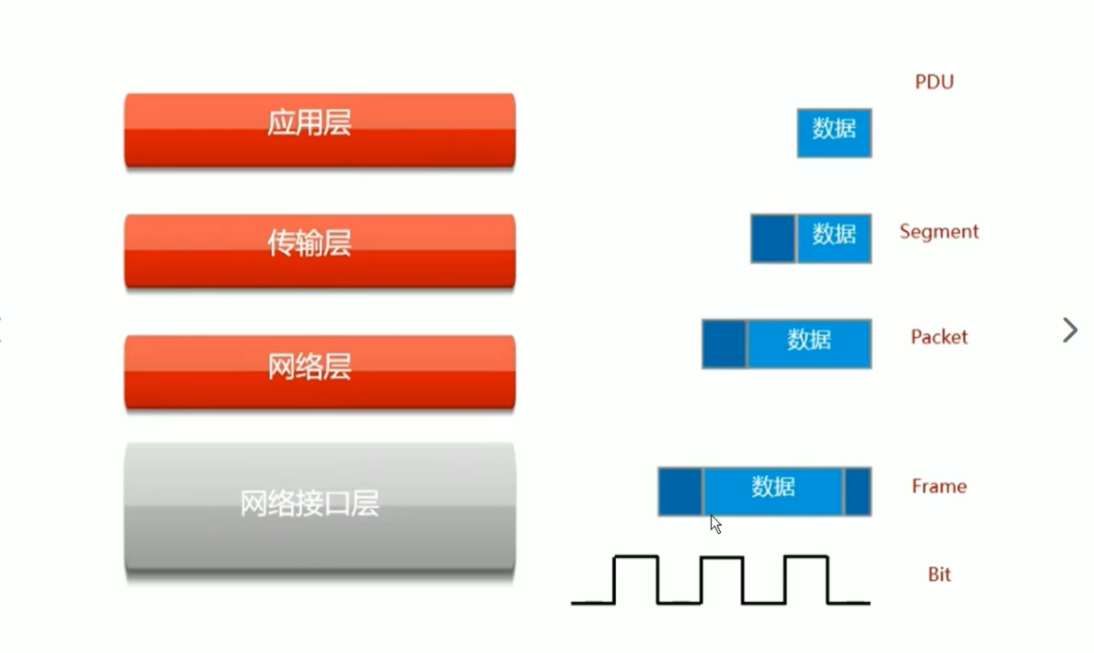 PDU
应用层
数据
传输层
数据
Segment
网络层
数据
Packet
网络接口层
数据
Frame
Bit